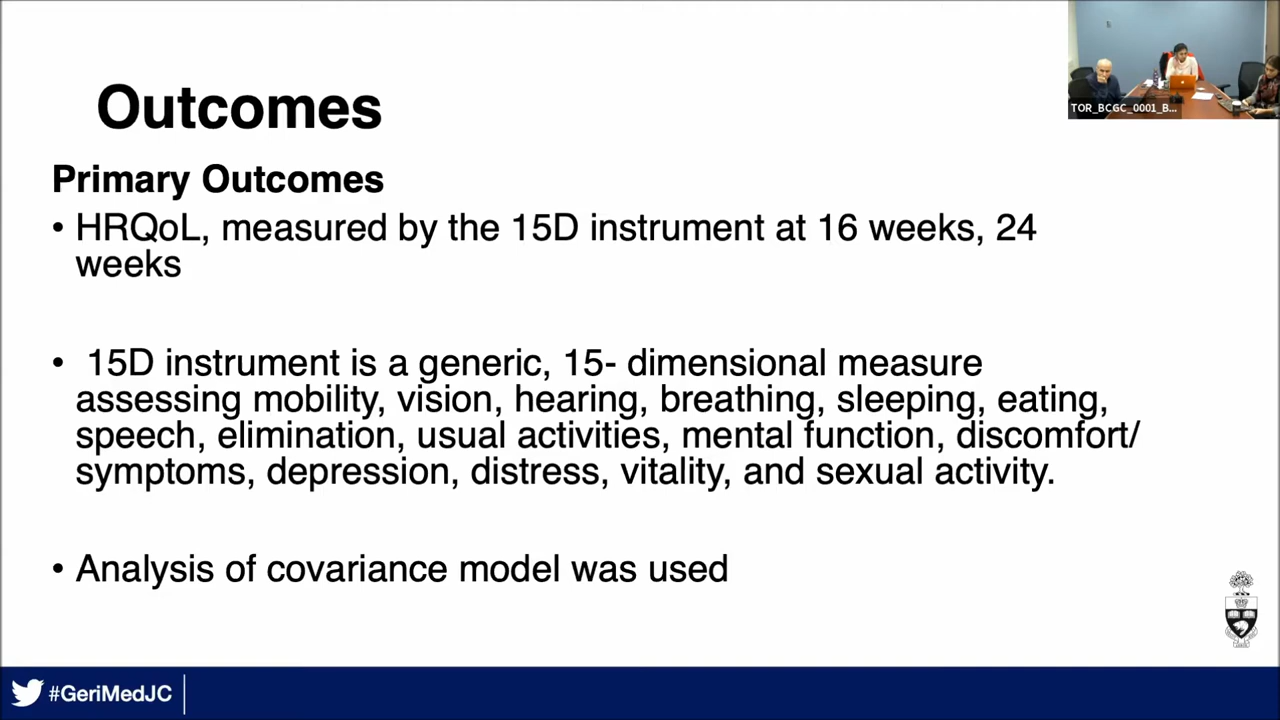 Outcomes
TOR_BCGC_0001_B...
Primary Outcomes
• HRQoL, measured by the 15D instrument at 16 weeks, 24
weeks
• 15D instrument is a generic, 15- dimensional measure
assessing mobility, vision, hearing, breathing, sleeping, eating,
speech, elimination, usual activities, mental function, discomfort/
symptoms, depression, distress, vitality, and sexual activity.
• Analysis of covariance model was used
#GeriMedJC